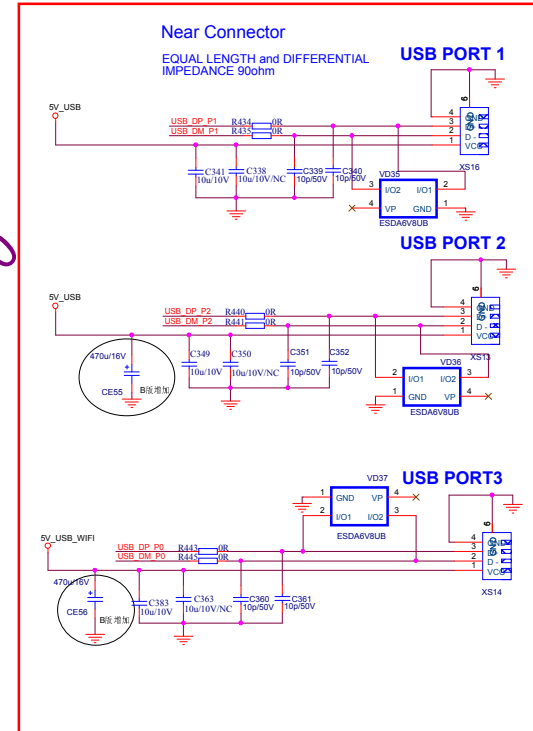 Near Connector
EQUAL LENGTH and DIFFERENTIAL
IMPEDANCE 90ohm
USB PORT 1
5V_USB
USB_DP_P1 R434 0R
USB_DM_P1 R435 0R
4 GND
3 D+
2 D -
1 VCC
6
GND
XS16
C341
10u/10V
C338
10u/10V/NC
C339
10p/50V
C340
10p/50V
VD35
3 I/O2 I/O1 2
4 VP GND 1
ESDA6V8UB
USB PORT 2
5V_USB
USB_DP_P2 R440 0R
USB_DM_P2 R441 0R
4 GND
3 D+
2 D -
1 VCC
6
GND
XS13
470u/16V
+
CE55
B版增加
C349
10u/10V
C350
10u/10V/NC
C351
10p/50V
C352
10p/50V
VD36
2 I/O1 I/O2 3
1 GND VP 4
ESDA6V8UB
USB PORT3
VD37
1 GND VP 4
2 I/O1 I/O2 3
ESDA6V8UB
5V_USB_WIFI
USB_DP_P0 R443 0R
USB_DM_P0 R445 0R
4 GND
3 D+
2 D -
1 VCC
6
GND
XS14
470u/16V
+
CE56
B版增加
C383
10u/10V
C363
10u/10V/NC
C360
10p/50V
C361
10p/50V